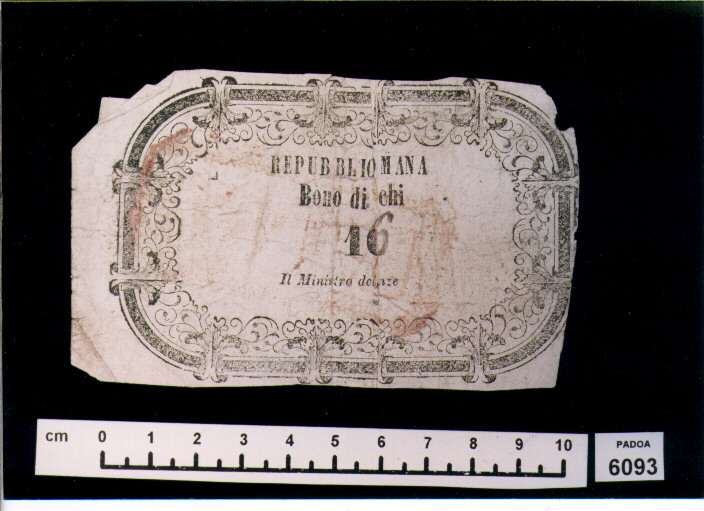 REPUBBLIOMANA
Bono di chi
16
Il Ministro deinze
cm 0 1 2 3 4 5 6 7 8 9 10
PADOA
6093